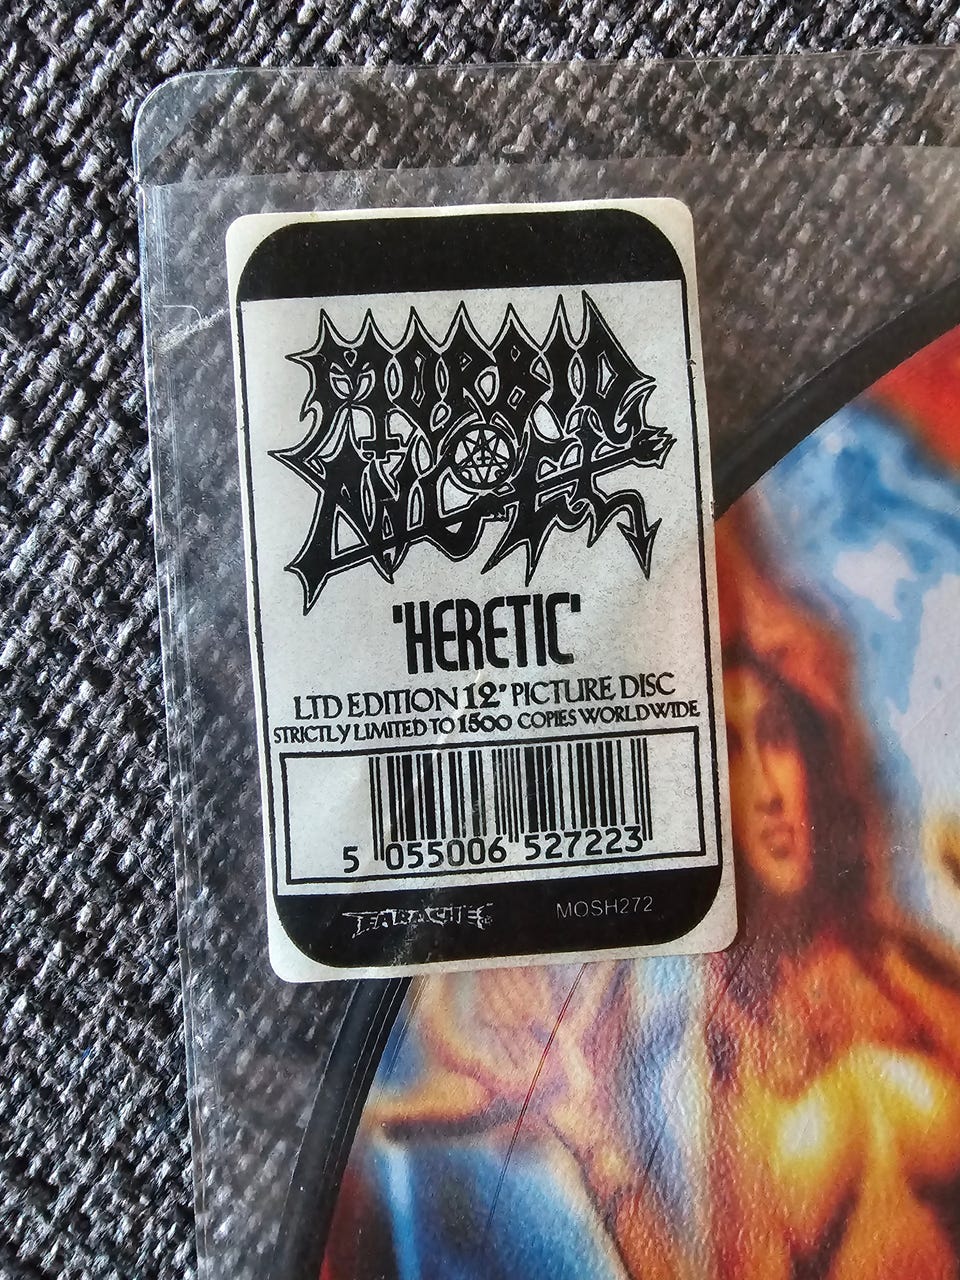 MORBID
ANGEL
'HERETIC'
LTD EDITION 12" PICTURE DISC
STRICTLY LIMITED TO 1500 COPIES WORLDWIDE
5 055006 527223
EARACHE MOSH272